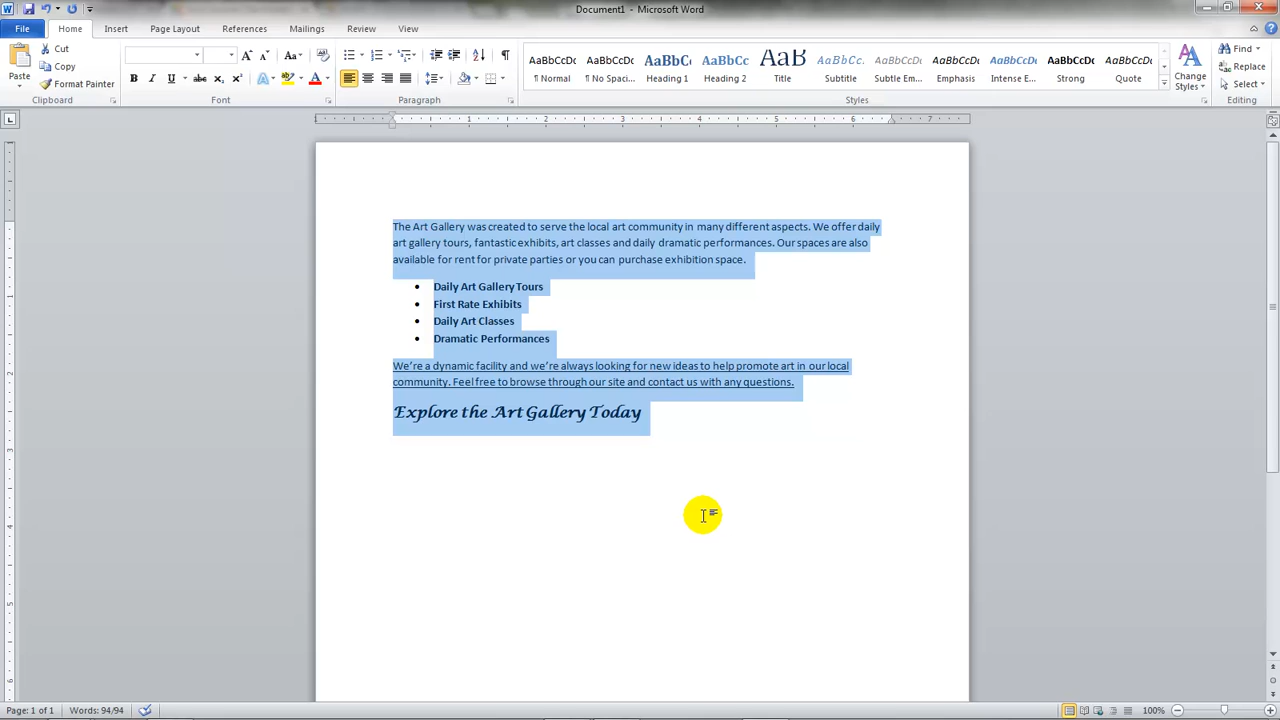 Document1 - Microsoft Word
File Home Insert Page Layout References Mailings Review View
Cut
Copy
Format Painter
Paste
Clipboard
Font
Paragraph
AaBbCcDc AaBbCcDc AaBbCc AaBbCc AaB AaBbCc. AaBbCcDc AaBbCcDc AaBbCcDc AaBbCcDc AaBbCcDc
¶ Normal ¶ No Spaci... Heading 1 Heading 2 Title Subtitle Subtle Em... Emphasis Intense E... Strong Quote
Change Styles
Styles
Find
Replace
Select
Editing
The Art Gallery was created to serve the local art community in many different aspects. We offer daily
art gallery tours, fantastic exhibits, art classes and daily dramatic performances. Our spaces are also
available for rent for private parties or you can purchase exhibition space.
• Daily Art Gallery Tours
• First Rate Exhibits
• Daily Art Classes
• Dramatic Performances
We’re a dynamic facility and we’re always looking for new ideas to help promote art in our local
community. Feel free to browse through our site and contact us with any questions.
Explore the Art Gallery Today
Page: 1 of 1 Words: 94/94 100%